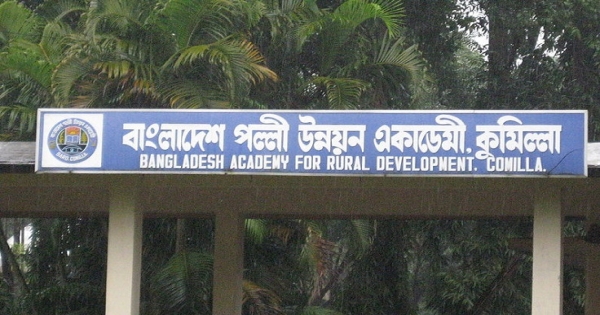 বাংলাদেশ পল্লী উন্নয়ন একাডেমী, কুমিল্লা
BANGLADESH ACADEMY FOR RURAL DEVELOPMENT. COMILLA.